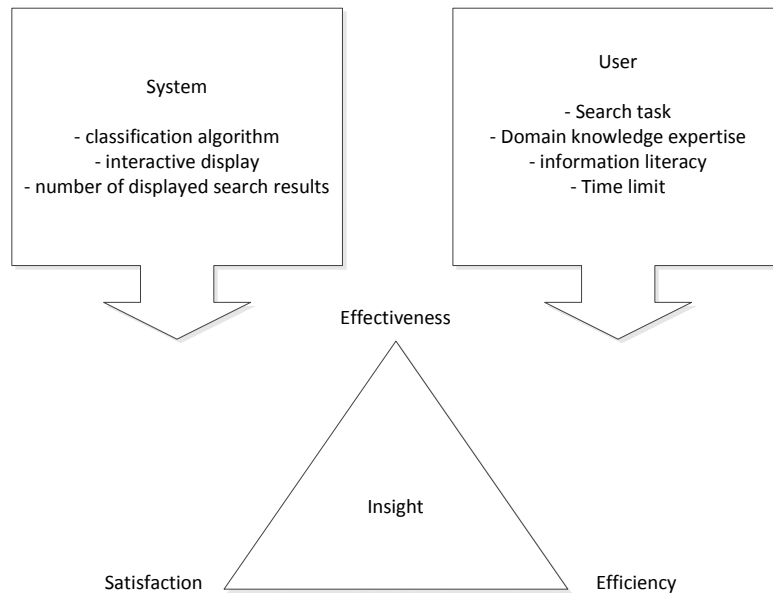 System
- classification algorithm
- interactive display
- number of displayed search results
User
- Search task
- Domain knowledge expertise
- information literacy
- Time limit
Effectiveness
Insight
Satisfaction
Efficiency